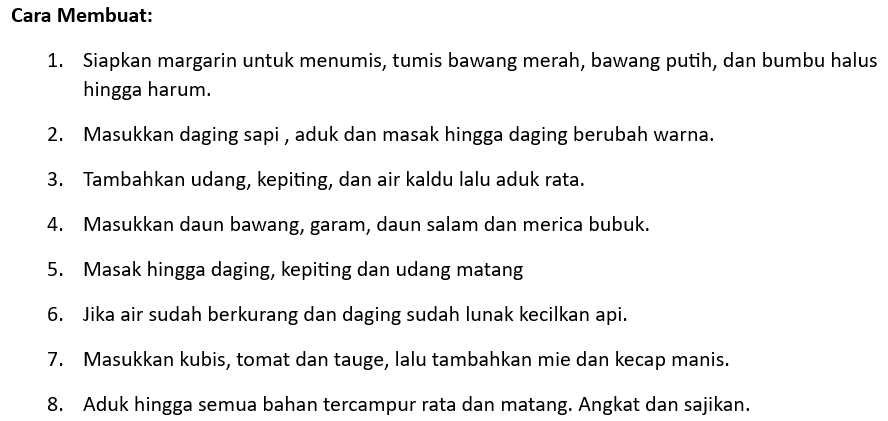 Cara Membuat:
1. Siapkan margarin untuk menumis, tumis bawang merah, bawang putih, dan bumbu halus
hingga harum.
2. Masukkan daging sapi , aduk dan masak hingga daging berubah warna.
3. Tambahkan udang, kepiting, dan air kaldu lalu aduk rata.
4. Masukkan daun bawang, garam, daun salam dan merica bubuk.
5. Masak hingga daging, kepiting dan udang matang
6. Jika air sudah berkurang dan daging sudah lunak kecilkan api.
7. Masukkan kubis, tomat dan tauge, lalu tambahkan mie dan kecap manis.
8. Aduk hingga semua bahan tercampur rata dan matang. Angkat dan sajikan.